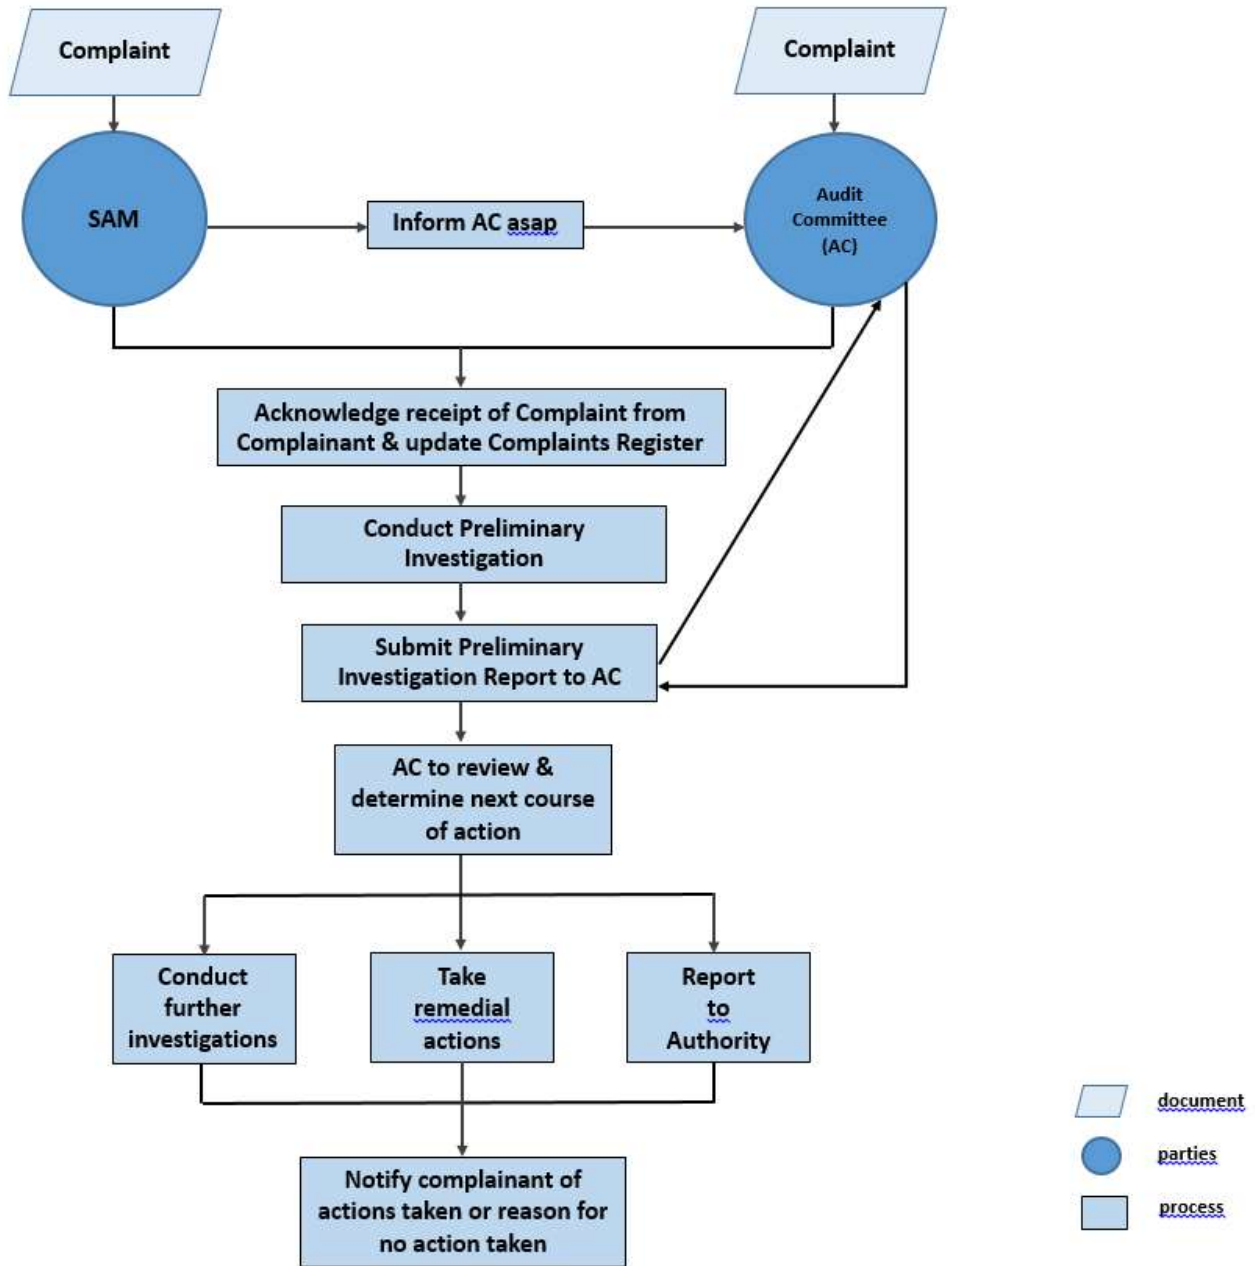 Complaint
Complaint
SAM
Inform AC asap
Audit
Committee
(AC)
Acknowledge receipt of Complaint from
Complainant & update Complaints Register
Conduct Preliminary
Investigation
Submit Preliminary
Investigation Report to AC
AC to review &
determine next course
of action
Conduct
further
investigations
Take
remedial
actions
Report
to
Authority
Notify complainant of
actions taken or reason for
no action taken
document
parties
process